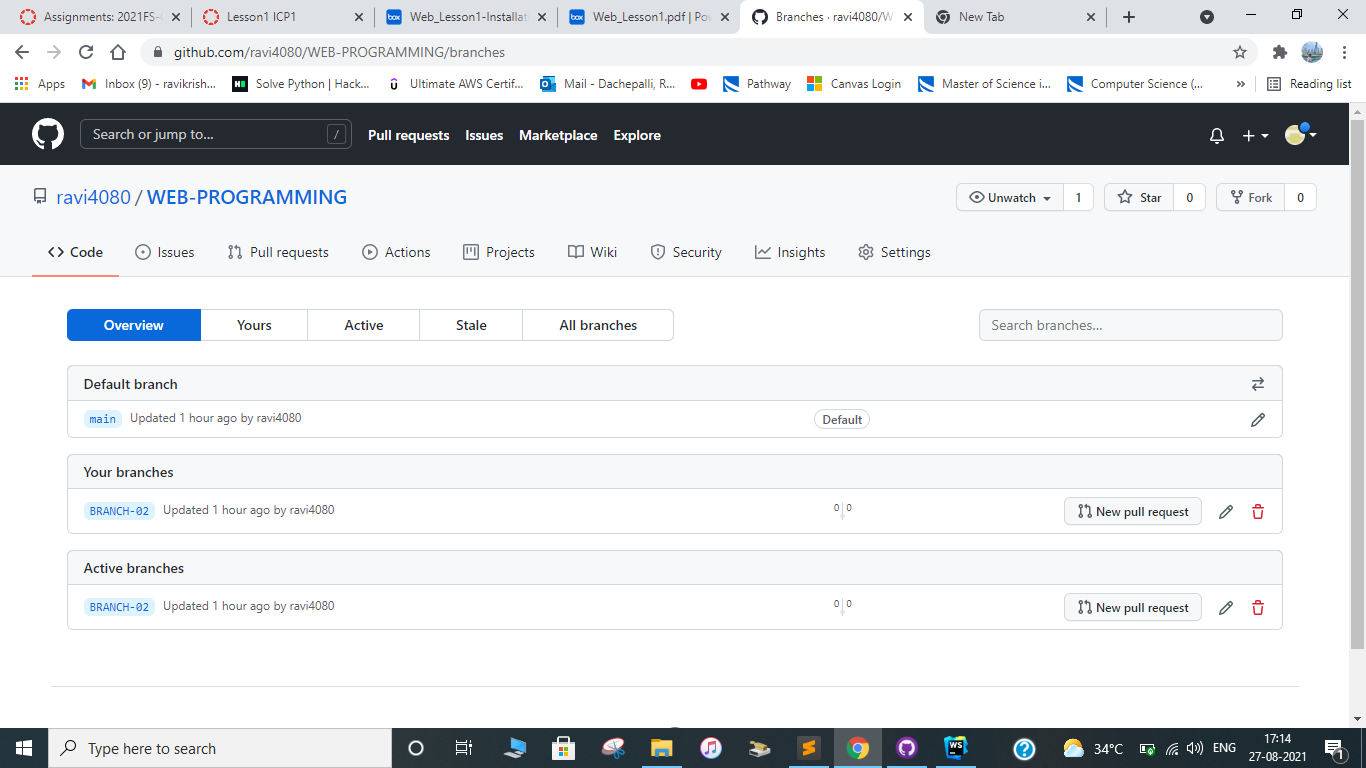 Assignments: 2021FS- Lesson1 ICP1 Web_Lesson1-Installat Web_Lesson1.pdf | Po Branches · ravi4080/W New Tab
github.com/ravi4080/WEB-PROGRAMMING/branches
Apps Inbox (9) - ravikrish... Solve Python | Hack... Ultimate AWS Certif... Mail - Dachepalli, R... Pathway Canvas Login Master of Science i... Computer Science (... » Reading list
Search or jump to... / Pull requests Issues Marketplace Explore
ravi4080 / WEB-PROGRAMMING Unwatch 1 Star 0 Fork 0
Code Issues Pull requests Actions Projects Wiki Security Insights Settings
Overview Yours Active Stale All branches Search branches...
Default branch
main Updated 1 hour ago by ravi4080 Default
Your branches
BRANCH-02 Updated 1 hour ago by ravi4080 0 0 New pull request
Active branches
BRANCH-02 Updated 1 hour ago by ravi4080 0 0 New pull request
Type here to search 34°C ENG 17:14
27-08-2021 1